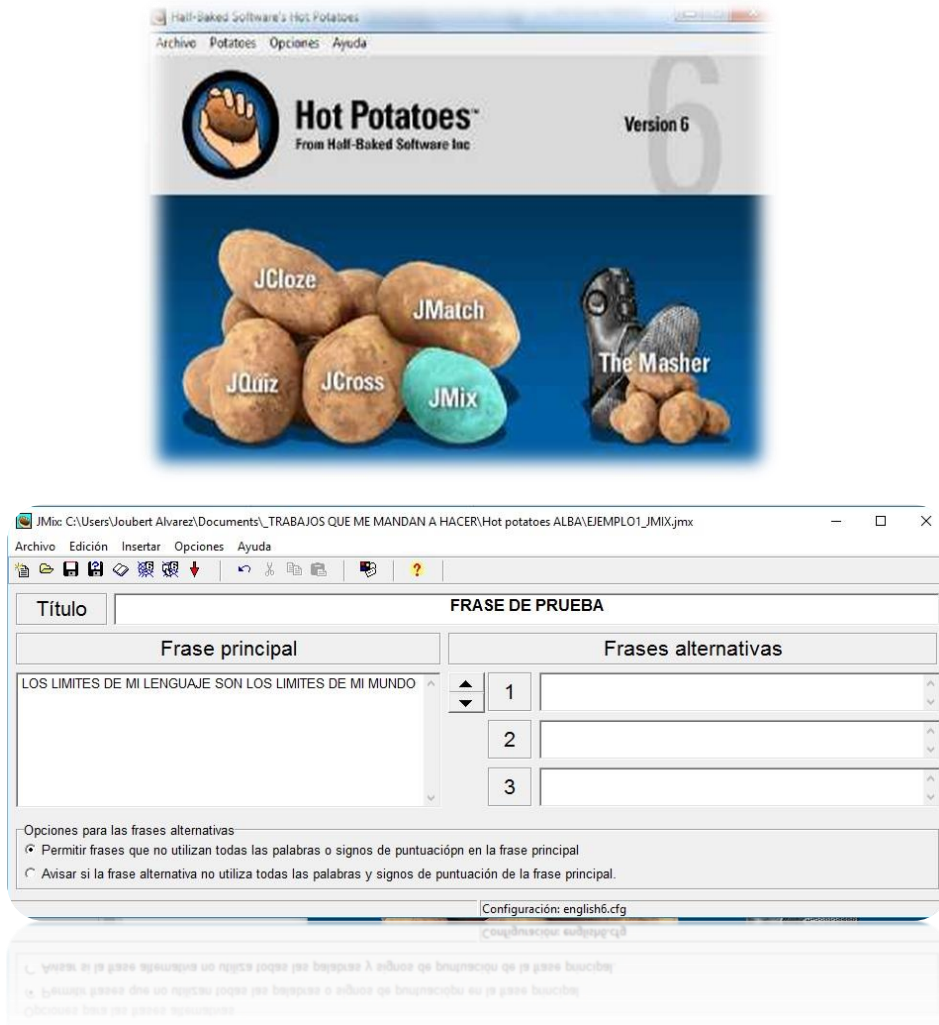 Half-Baked Software's Hot Potatoes
Archivo Potatoes Opciones Ayuda
Hot Potatoes™
From Half-Baked Software Inc
Version 6
6
JCloze
JMatch
JQuiz
JCross
JMix
The Masher
JMix: C:\Users\Joubert Alvarez\Documents\_TRABAJOS QUE ME MANDAN A HACER\Hot potatoes ALBA\EJEMPLO1_JMIX.jmx
Archivo Edición Insertar Opciones Ayuda
Título
FRASE DE PRUEBA
Frase principal
Frases alternativas
LOS LIMITES DE MI LENGUAJE SON LOS LIMITES DE MI MUNDO
1
2
3
Opciones para las frases alternativas
Permitir frases que no utilizan todas las palabras o signos de puntuaciópn en la frase principal
Avisar si la frase alternativa no utiliza todas las palabras y signos de puntuación de la frase principal.
Configuración: english6.cfg